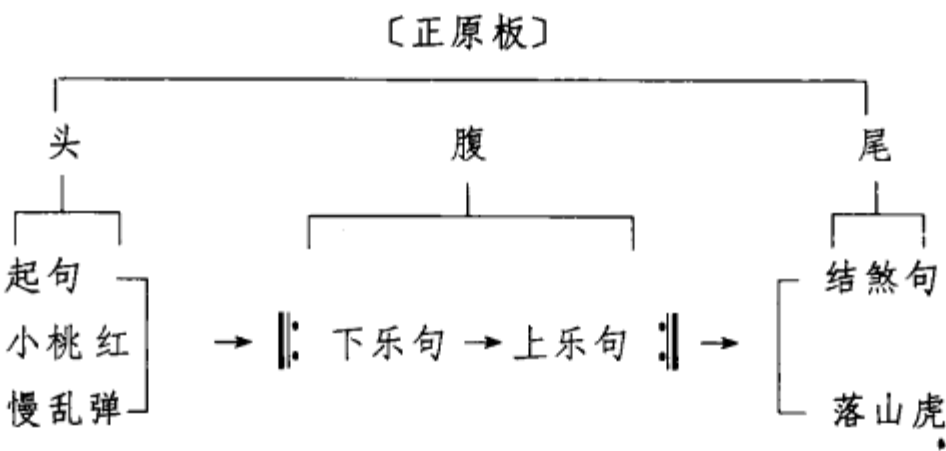 〔正原板〕
头 腹 尾
起句 结煞句
小桃红 → 𝄆 下乐句 → 上乐句 𝄇 →
慢乱弹 落山虎